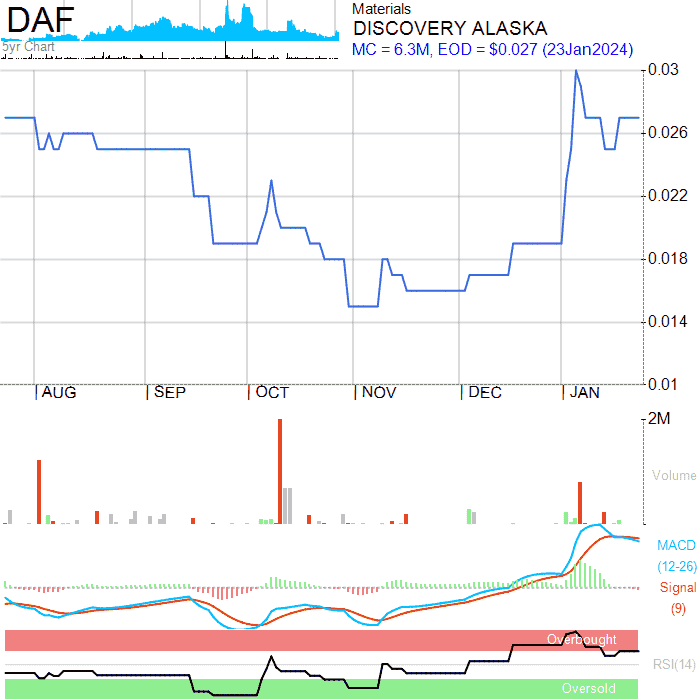 DAF
Materials
DISCOVERY ALASKA
MC = 6.3M, EOD = $0.027 (23Jan2024)
5yr Chart
0.03
0.026
0.022
0.018
0.014
0.01
AUG SEP OCT NOV DEC JAN
2M
Volume
MACD
(12-26)
Signal
(9)
Overbought
RSI(14)
Oversold